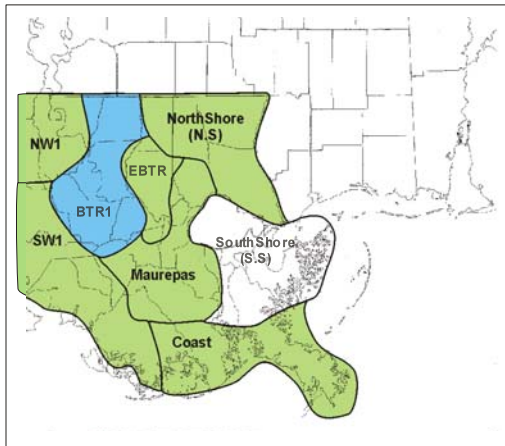 NorthShore
(N.S)
NW1
EBTR
BTR1
SW1
SouthShore
(S.S)
Maurepas
Coast